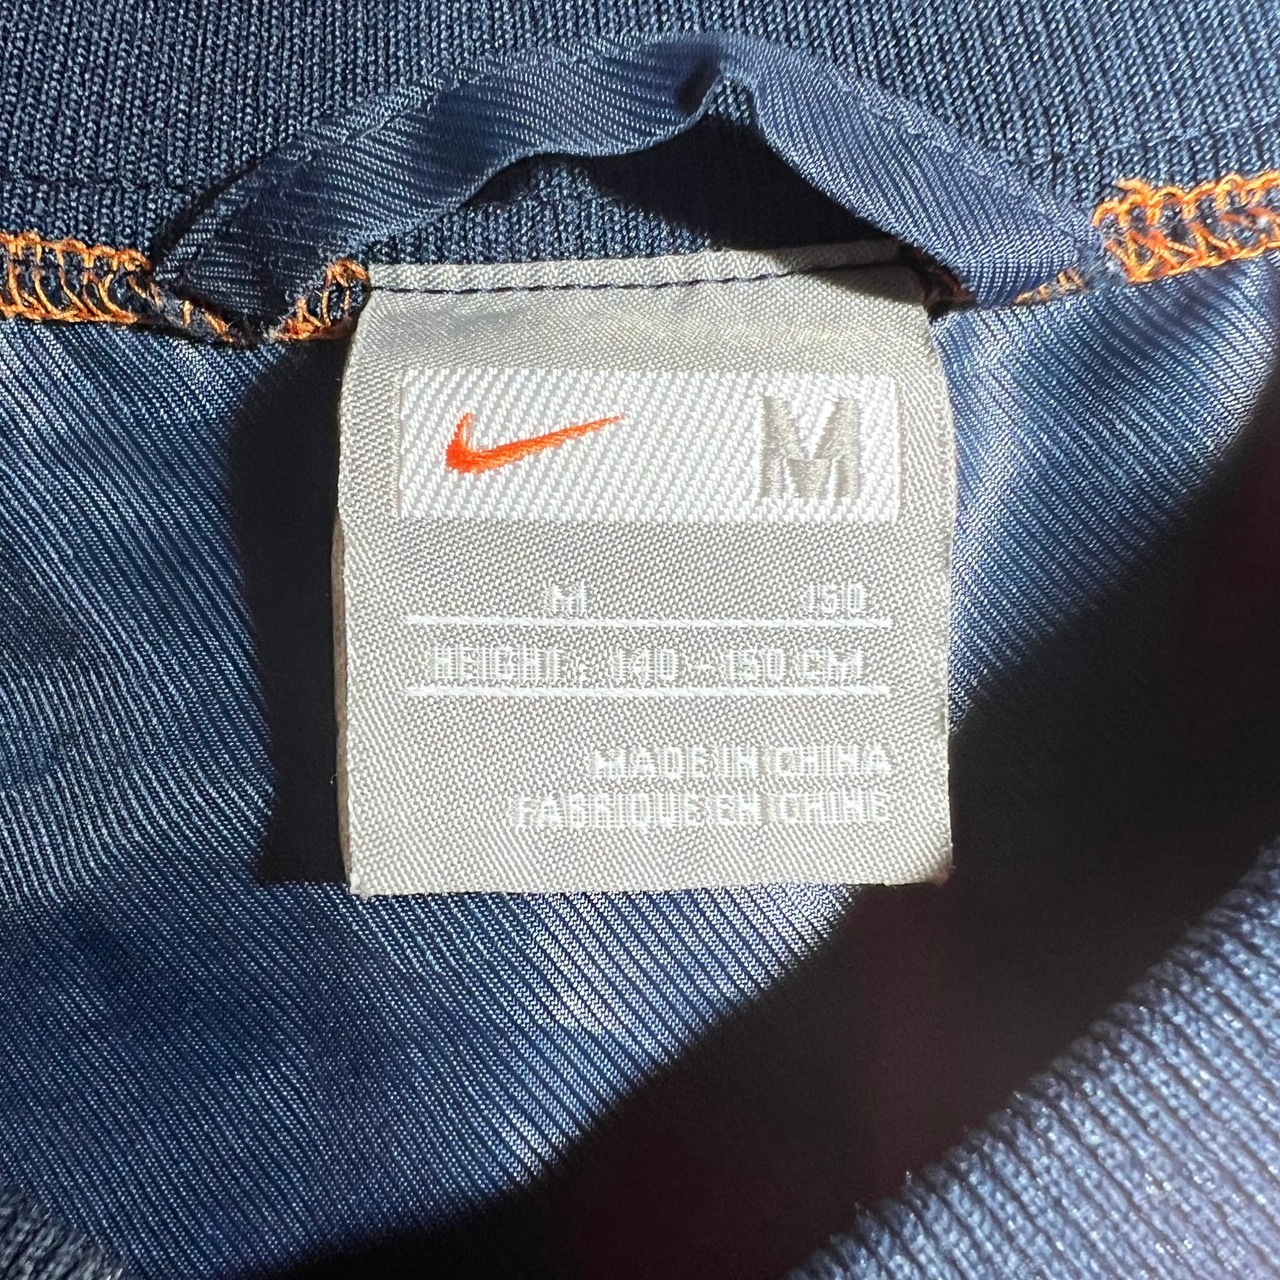 M
M 150
HEIGHT : 140 - 150 CM
MADE IN CHINA
FABRIQUE EN CHINE